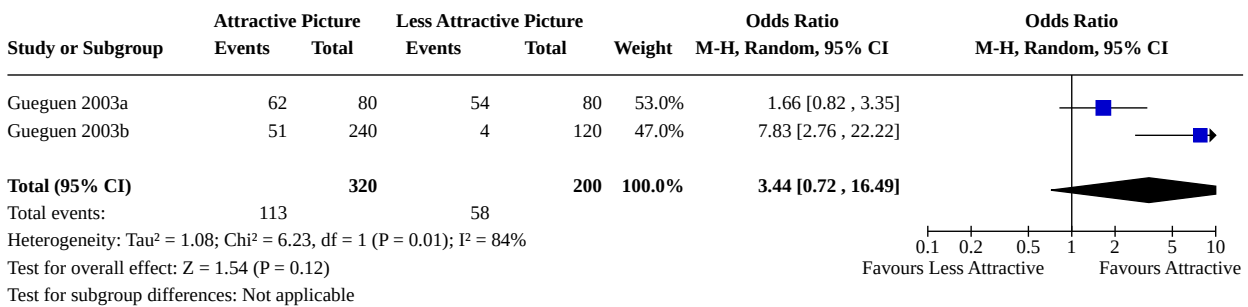 Attractive Picture Less Attractive Picture Odds Ratio Odds Ratio
Study or Subgroup Events Total Events Total Weight M-H, Random, 95% CI M-H, Random, 95% CI
Gueguen 2003a 62 80 54 80 53.0% 1.66 [0.82 , 3.35]
Gueguen 2003b 51 240 4 120 47.0% 7.83 [2.76 , 22.22]
Total (95% CI) 320 200 100.0% 3.44 [0.72 , 16.49]
Total events: 113 58
Heterogeneity: Tau² = 1.08; Chi² = 6.23, df = 1 (P = 0.01); I² = 84%
0.1 0.2 0.5 1 2 5 10
Test for overall effect: Z = 1.54 (P = 0.12) Favours Less Attractive Favours Attractive
Test for subgroup differences: Not applicable